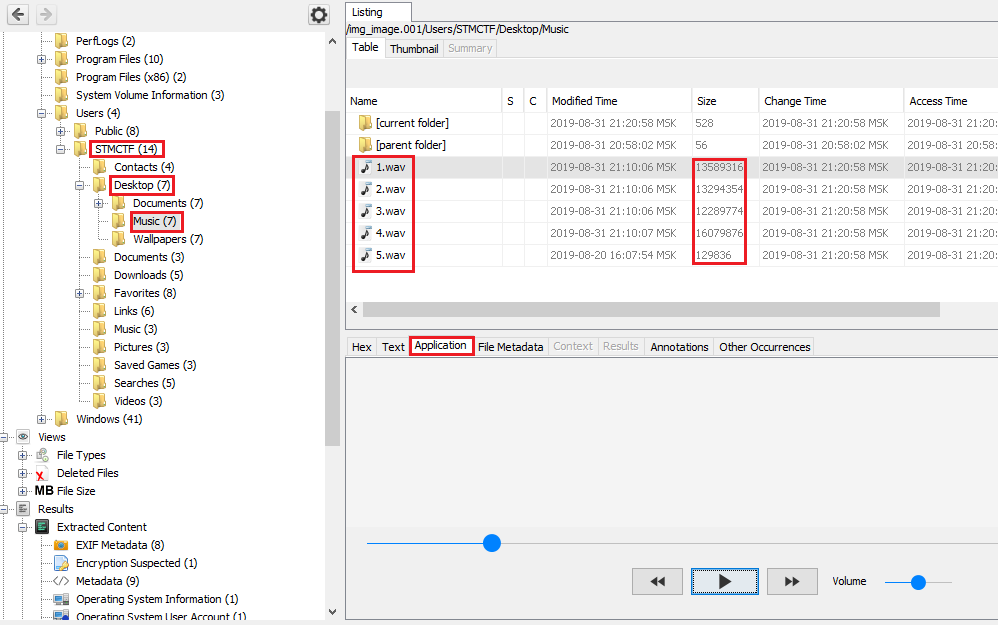 PerfLogs (2)
Program Files (10)
Program Files (x86) (2)
System Volume Information (3)
Users (4)
Public (8)
STMCTF (14)
Contacts (4)
Desktop (7)
Documents (7)
Music (7)
Wallpapers (7)
Documents (3)
Downloads (5)
Favorites (8)
Links (6)
Music (3)
Pictures (3)
Saved Games (3)
Searches (5)
Videos (3)
Windows (41)
Views
File Types
Deleted Files
MB File Size
Results
Extracted Content
EXIF Metadata (8)
Encryption Suspected (1)
Metadata (9)
Operating System Information (1)
Operating System User Account (1)
Listing
/img_image.001/Users/STMCTF/Desktop/Music
Table Thumbnail Summary
Name S C Modified Time Size Change Time Access Time
[current folder] 2019-08-31 21:20:58 MSK 528 2019-08-31 21:20:58 MSK 2019-08-31 21:20:58
[parent folder] 2019-08-31 20:58:02 MSK 56 2019-08-31 20:58:02 MSK 2019-08-31 20:58:
1.wav 2019-08-31 21:10:06 MSK 13589316 2019-08-31 21:20:58 MSK 2019-08-31 21:20:58
2.wav 2019-08-31 21:10:06 MSK 13294354 2019-08-31 21:20:58 MSK 2019-08-31 21:20:58
3.wav 2019-08-31 21:10:06 MSK 12289774 2019-08-31 21:20:58 MSK 2019-08-31 21:20:58
4.wav 2019-08-31 21:10:07 MSK 16079876 2019-08-31 21:20:58 MSK 2019-08-31 21:20:58
5.wav 2019-08-20 16:07:54 MSK 129836 2019-08-31 21:20:58 MSK 2019-08-31 21:20:58
Hex Text Application File Metadata Context Results Annotations Other Occurrences
Volume